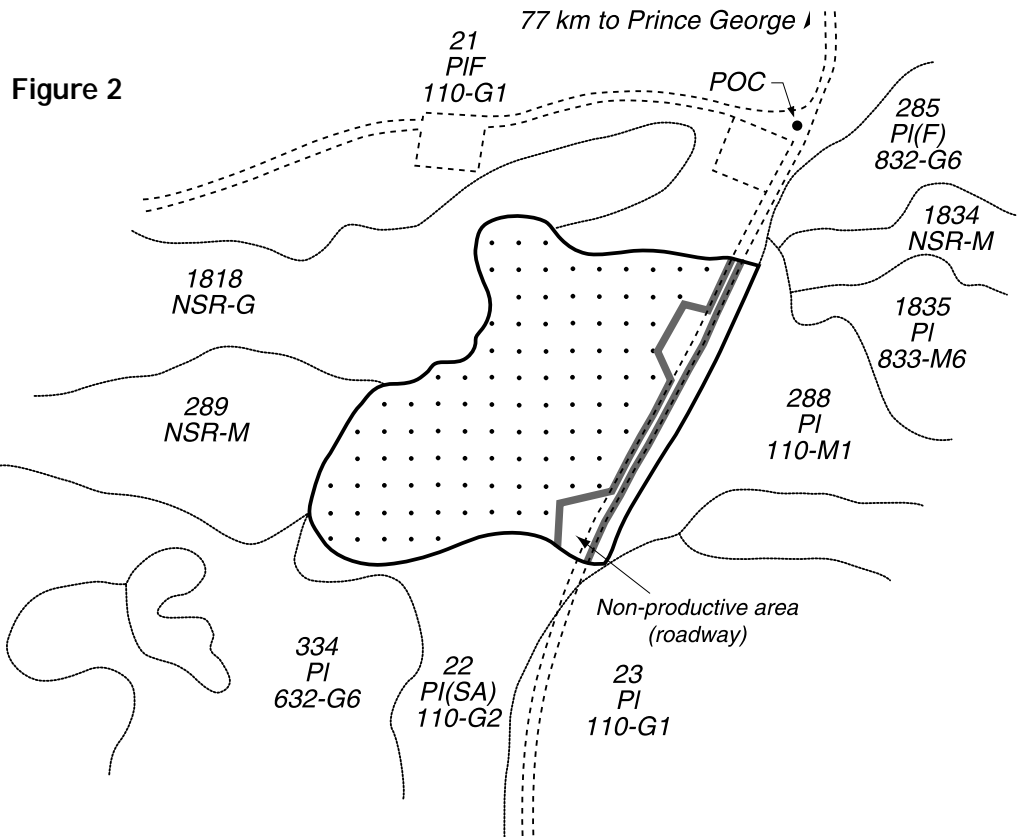 77 km to Prince George
Figure 2
21
PlF
110-G1
POC
285
Pl(F)
832-G6
1834
NSR-M
1818
NSR-G
1835
Pl
833-M6
289
NSR-M
288
Pl
110-M1
Non-productive area
(roadway)
334
Pl
632-G6
22
Pl(SA)
110-G2
23
Pl
110-G1